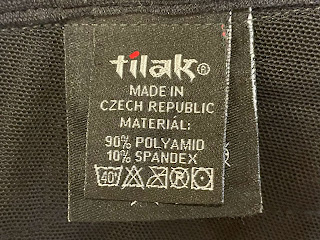 tilak®
MADE IN
CZECH REPUBLIC
MATERIÁL:
90% POLYAMID
10% SPANDEX
40°